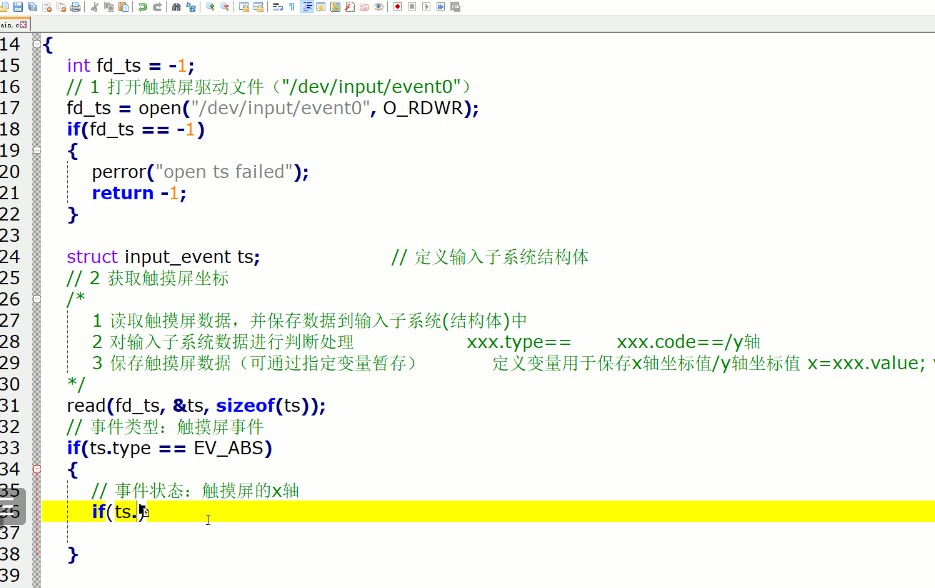 14 {
15 int fd_ts = -1;
16 // 1 打开触摸屏驱动文件（"/dev/input/event0"）
17 fd_ts = open("/dev/input/event0", O_RDWR);
18 if(fd_ts == -1)
19 {
20 perror("open ts failed");
21 return -1;
22 }
23
24 struct input_event ts; // 定义输入子系统结构体
25 // 2 获取触摸屏坐标
26 /*
27 1 读取触摸屏数据，并保存数据到输入子系统(结构体)中
28 2 对输入子系统数据进行判断处理 xxx.type== xxx.code==/y轴
29 3 保存触摸屏数据（可通过指定变量暂存） 定义变量用于保存x轴坐标值/y轴坐标值 x=xxx.value;
30 */
31 read(fd_ts, &ts, sizeof(ts));
32 // 事件类型：触摸屏事件
33 if(ts.type == EV_ABS)
34 {
35 // 事件状态：触摸屏的x轴
36 if(ts.)
37
38 }
39